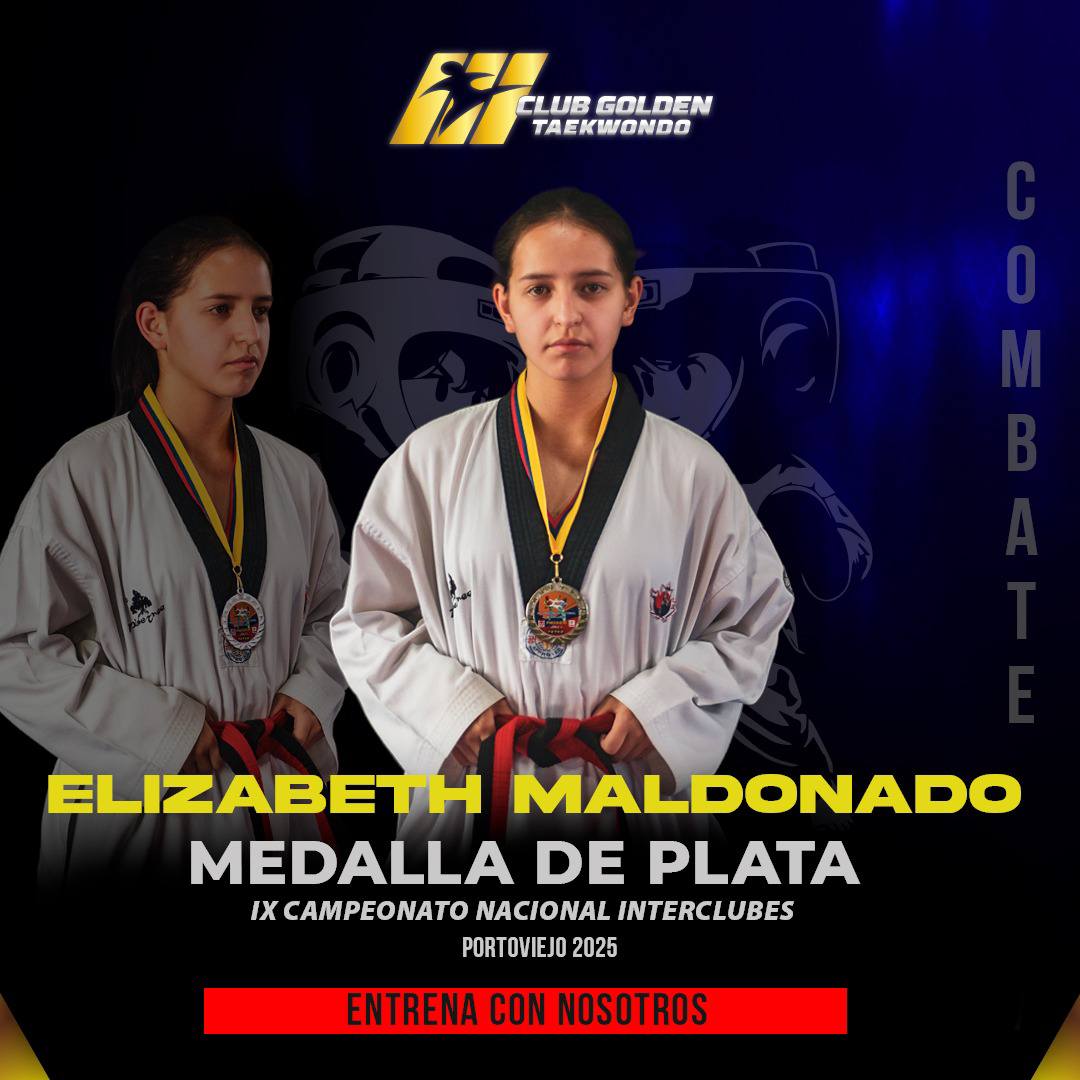 CLUB GOLDEN
TAEKWONDO
COMBATE
ELIZABETH MALDONADO
MEDALLA DE PLATA
IX CAMPEONATO NACIONAL INTERCLUBES
PORTOVIEJO 2025
ENTRENA CON NOSOTROS